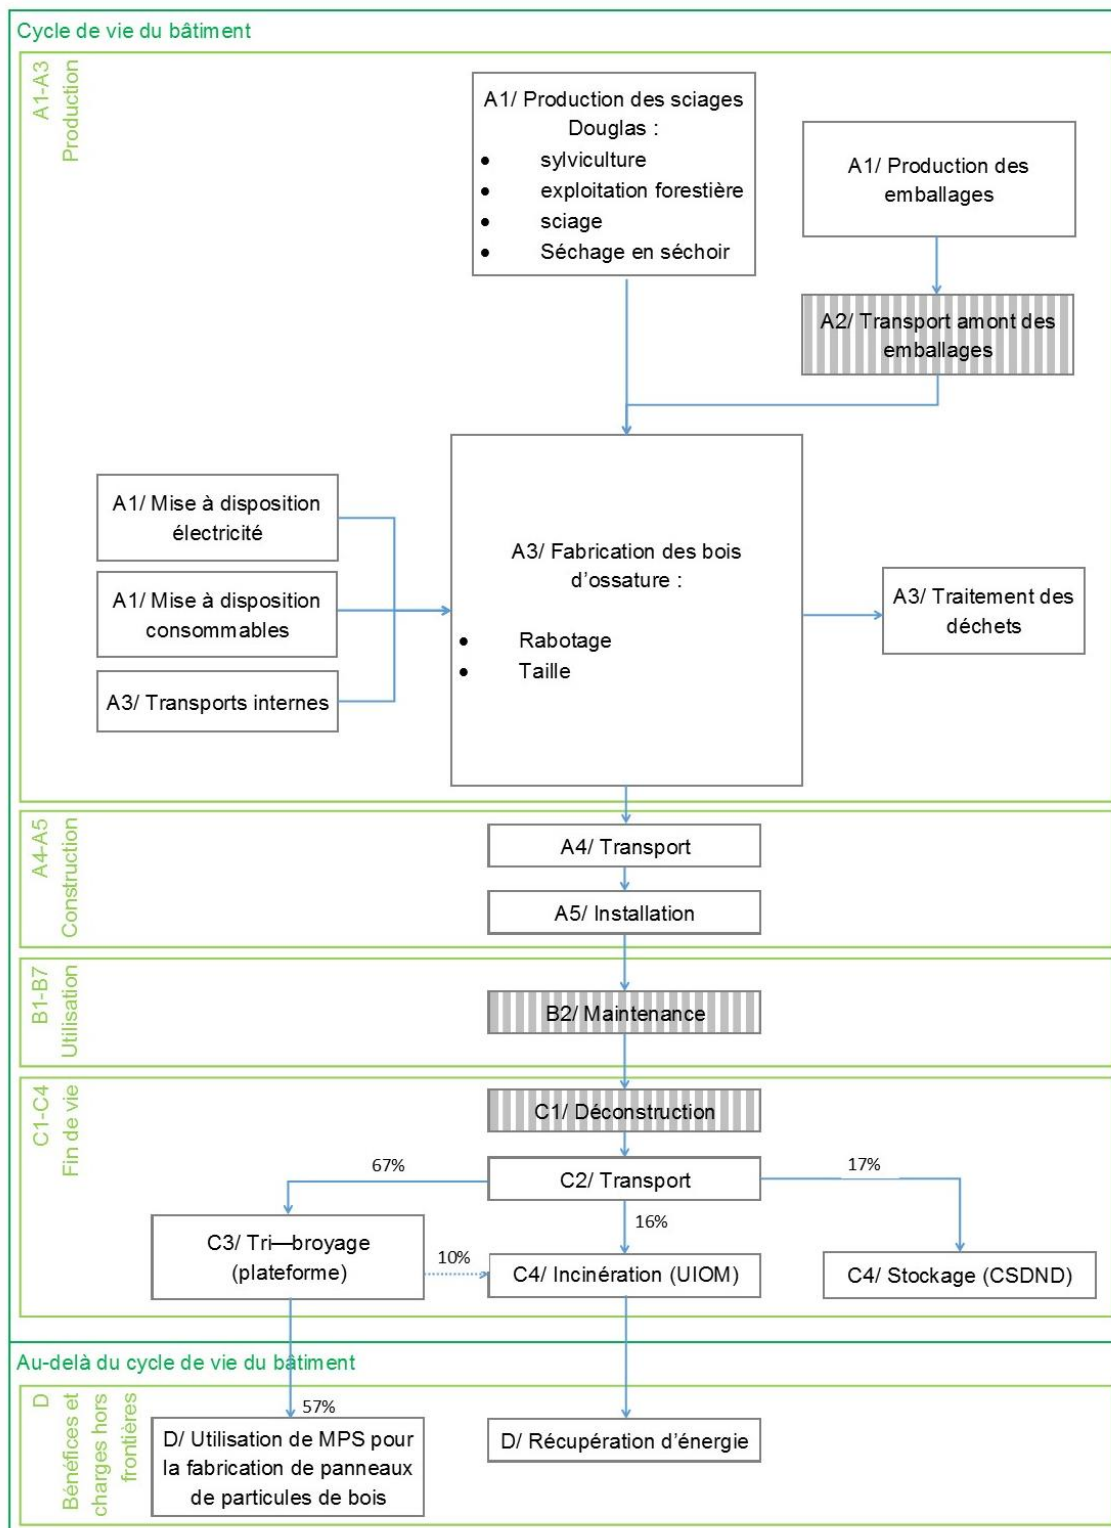 Cycle de vie du bâtiment
A1-A3
Production
A1/ Production des sciages
Douglas :
• sylviculture
• exploitation forestière
• sciage
• Séchage en séchoir
A1/ Production des
emballages
A2/ Transport amont des
emballages
A1/ Mise à disposition
électricité
A1/ Mise à disposition
consommables
A3/ Transports internes
A3/ Fabrication des bois
d’ossature :
• Rabotage
• Taille
A3/ Traitement des
déchets
A4-A5
Construction
A4/ Transport
A5/ Installation
B1-B7
Utilisation
B2/ Maintenance
C1-C4
Fin de vie
C1/ Déconstruction
67%
C2/ Transport
17%
16%
C3/ Tri—broyage
(plateforme)
10%
C4/ Incinération (UIOM)
C4/ Stockage (CSDND)
Au-delà du cycle de vie du bâtiment
D
Bénéfices et
charges hors
frontières
57%
D/ Utilisation de MPS pour
la fabrication de panneaux
de particules de bois
D/ Récupération d’énergie